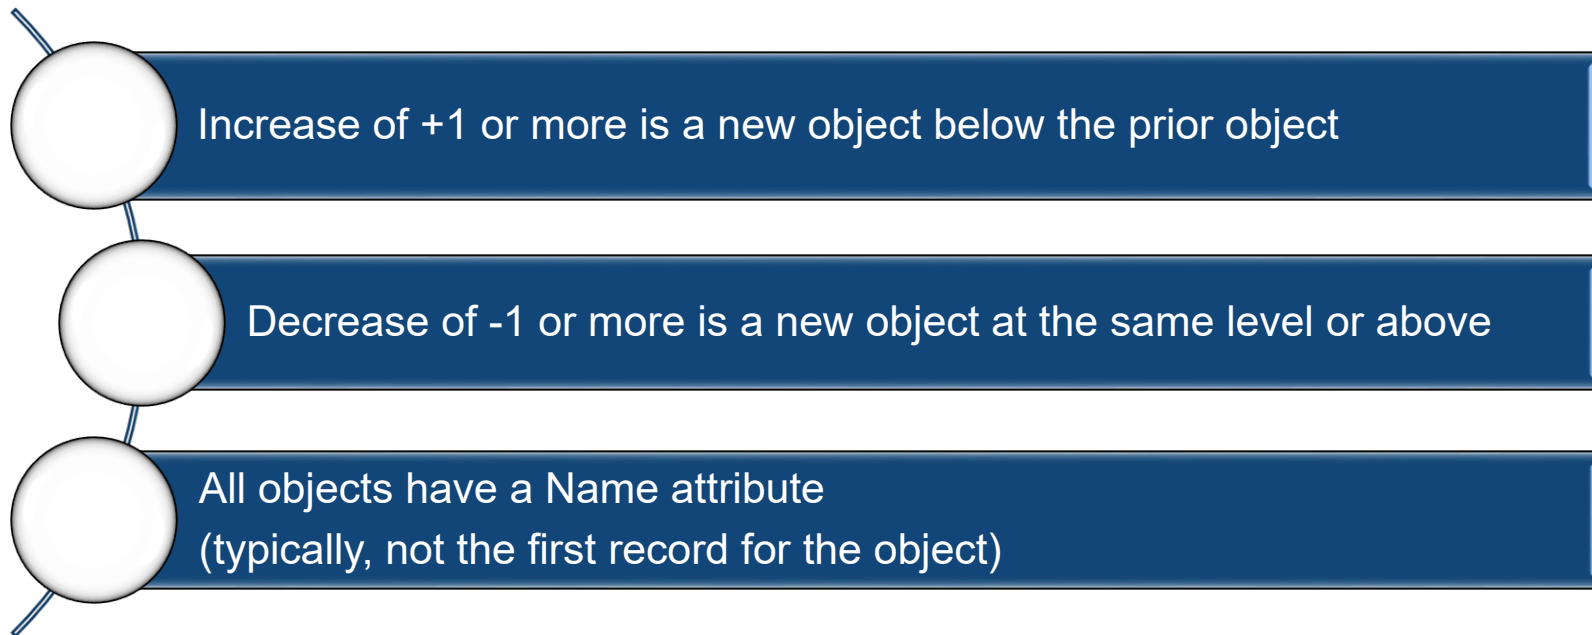 Increase of +1 or more is a new object below the prior object
Decrease of -1 or more is a new object at the same level or above
All objects have a Name attribute
(typically, not the first record for the object)